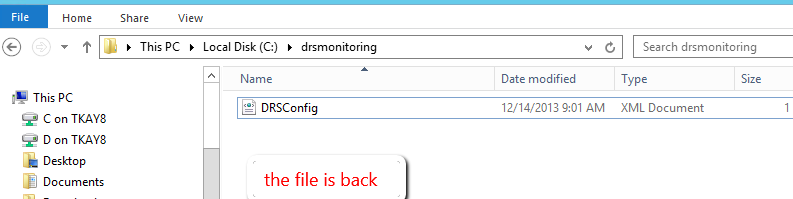 File Home Share View
This PC Local Disk (C:) drsmonitoring Search drsmonitoring
Name Date modified Type Size
This PC
DRSConfig 12/14/2013 9:01 AM XML Document 1
C on TKAY8
D on TKAY8
Desktop
Documents
the file is back